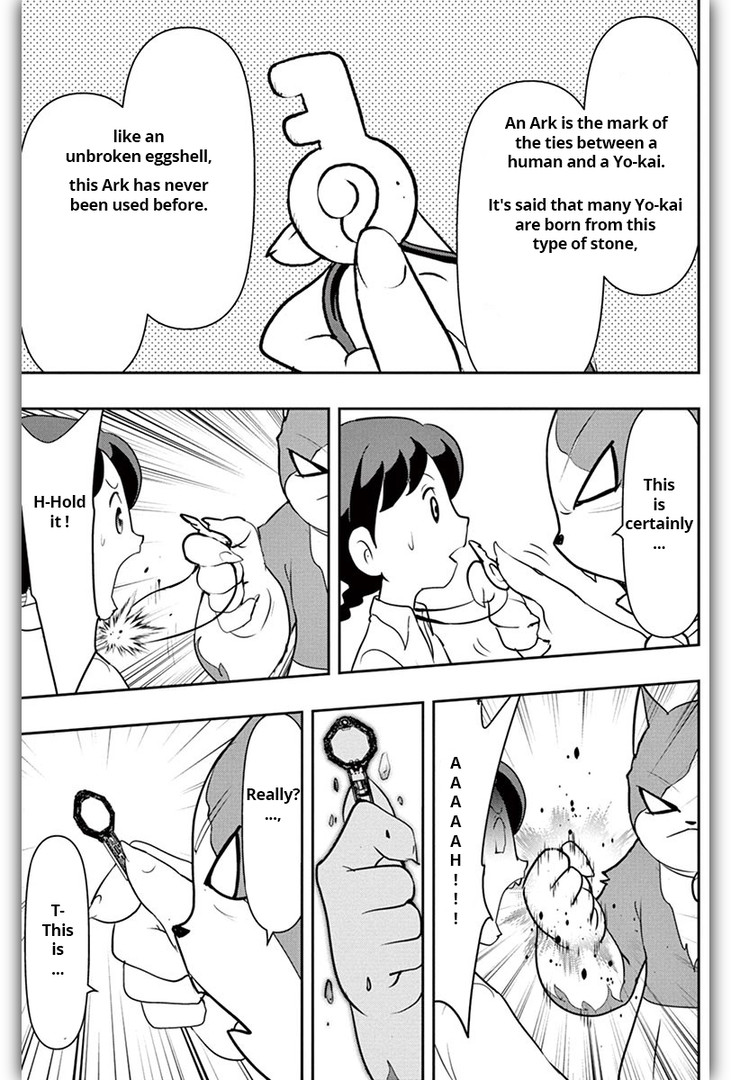 An Ark is the mark of
the ties between a
human and a Yo-kai.
It's said that many Yo-kai
are born from this
type of stone,
like an
unbroken eggshell,
this Ark has never
been used before.
This
is
certainly
...
H-Hold
it !
A
A
A
A
A
H
!
!
!
Really?
...,
T-
This
is
...